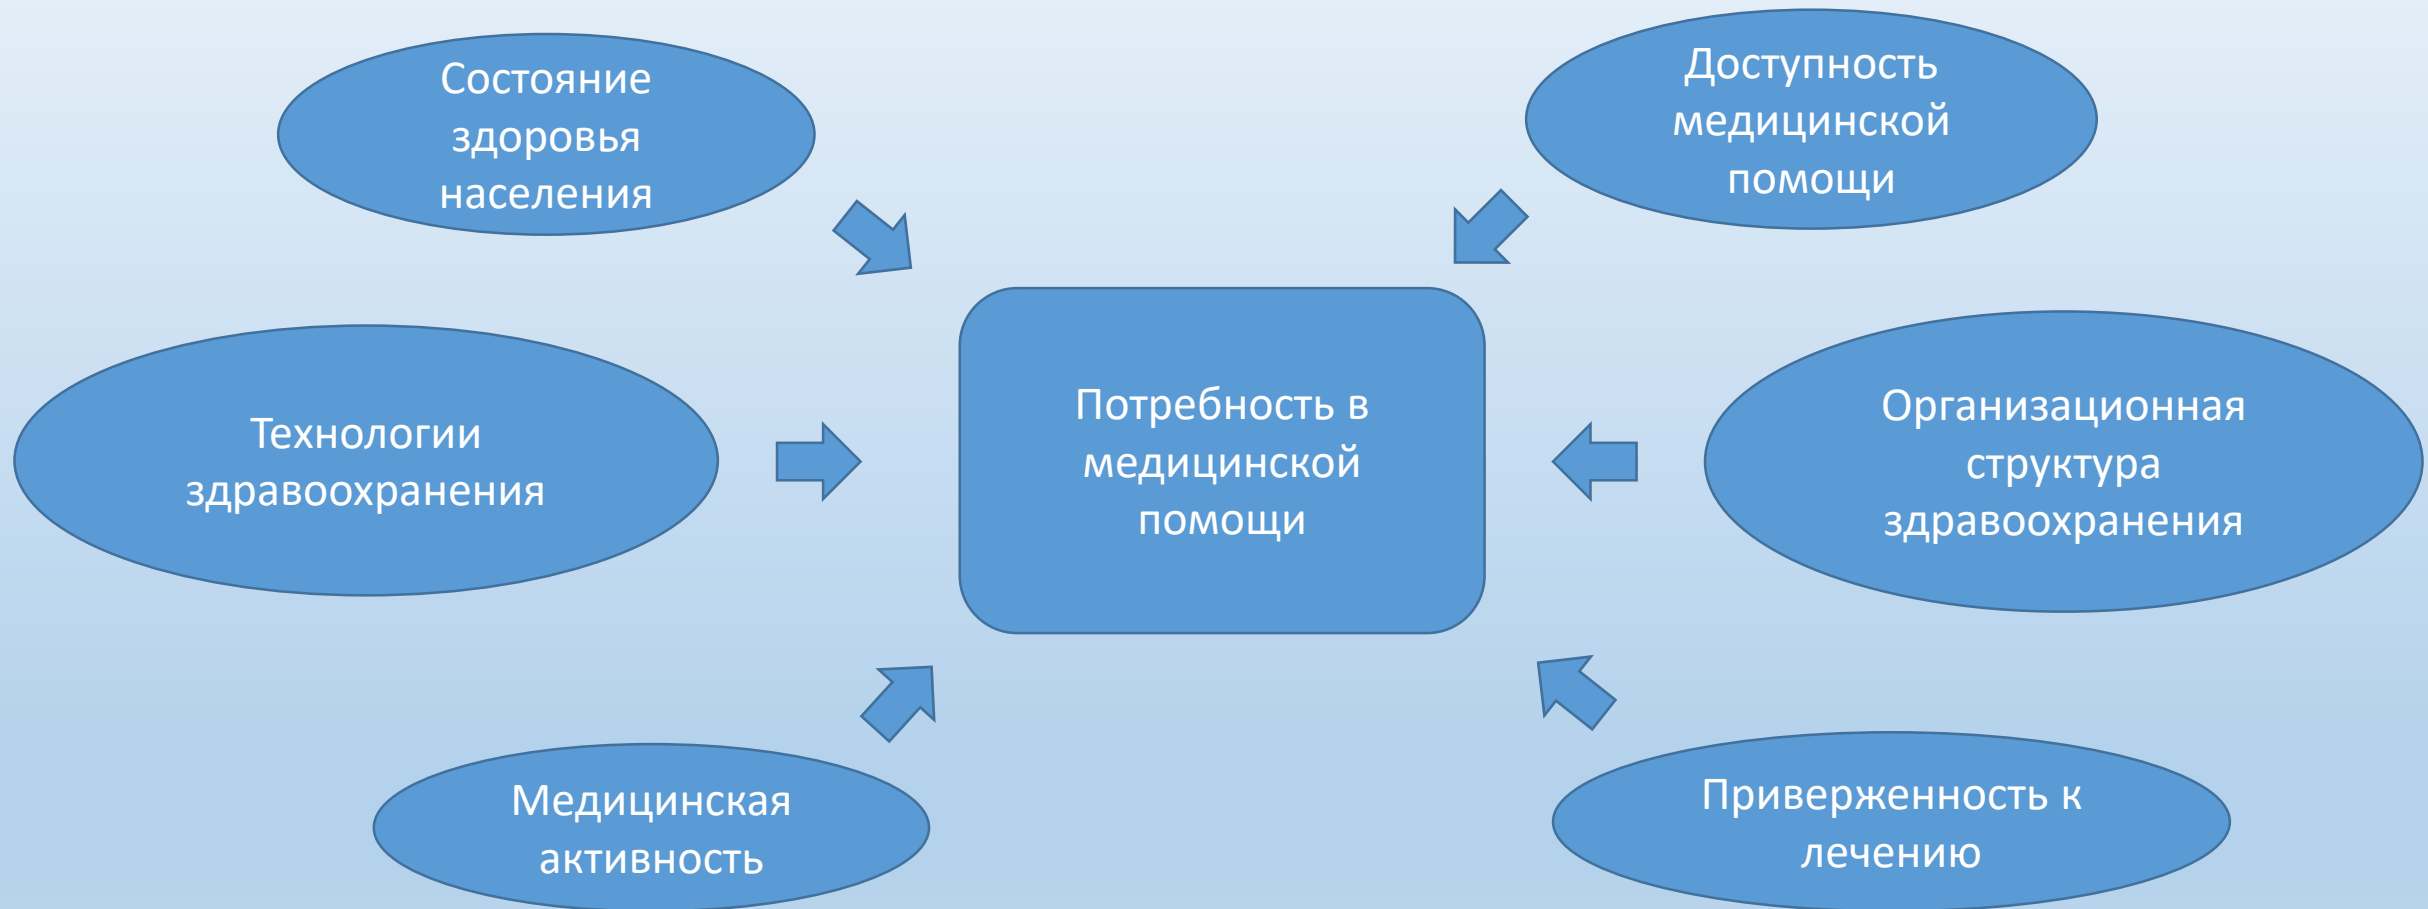 Состояние
здоровья
населения
Доступность
медицинской
помощи
Технологии
здравоохранения
Потребность в
медицинской
помощи
Организационная
структура
здравоохранения
Медицинская
активность
Приверженность к
лечению